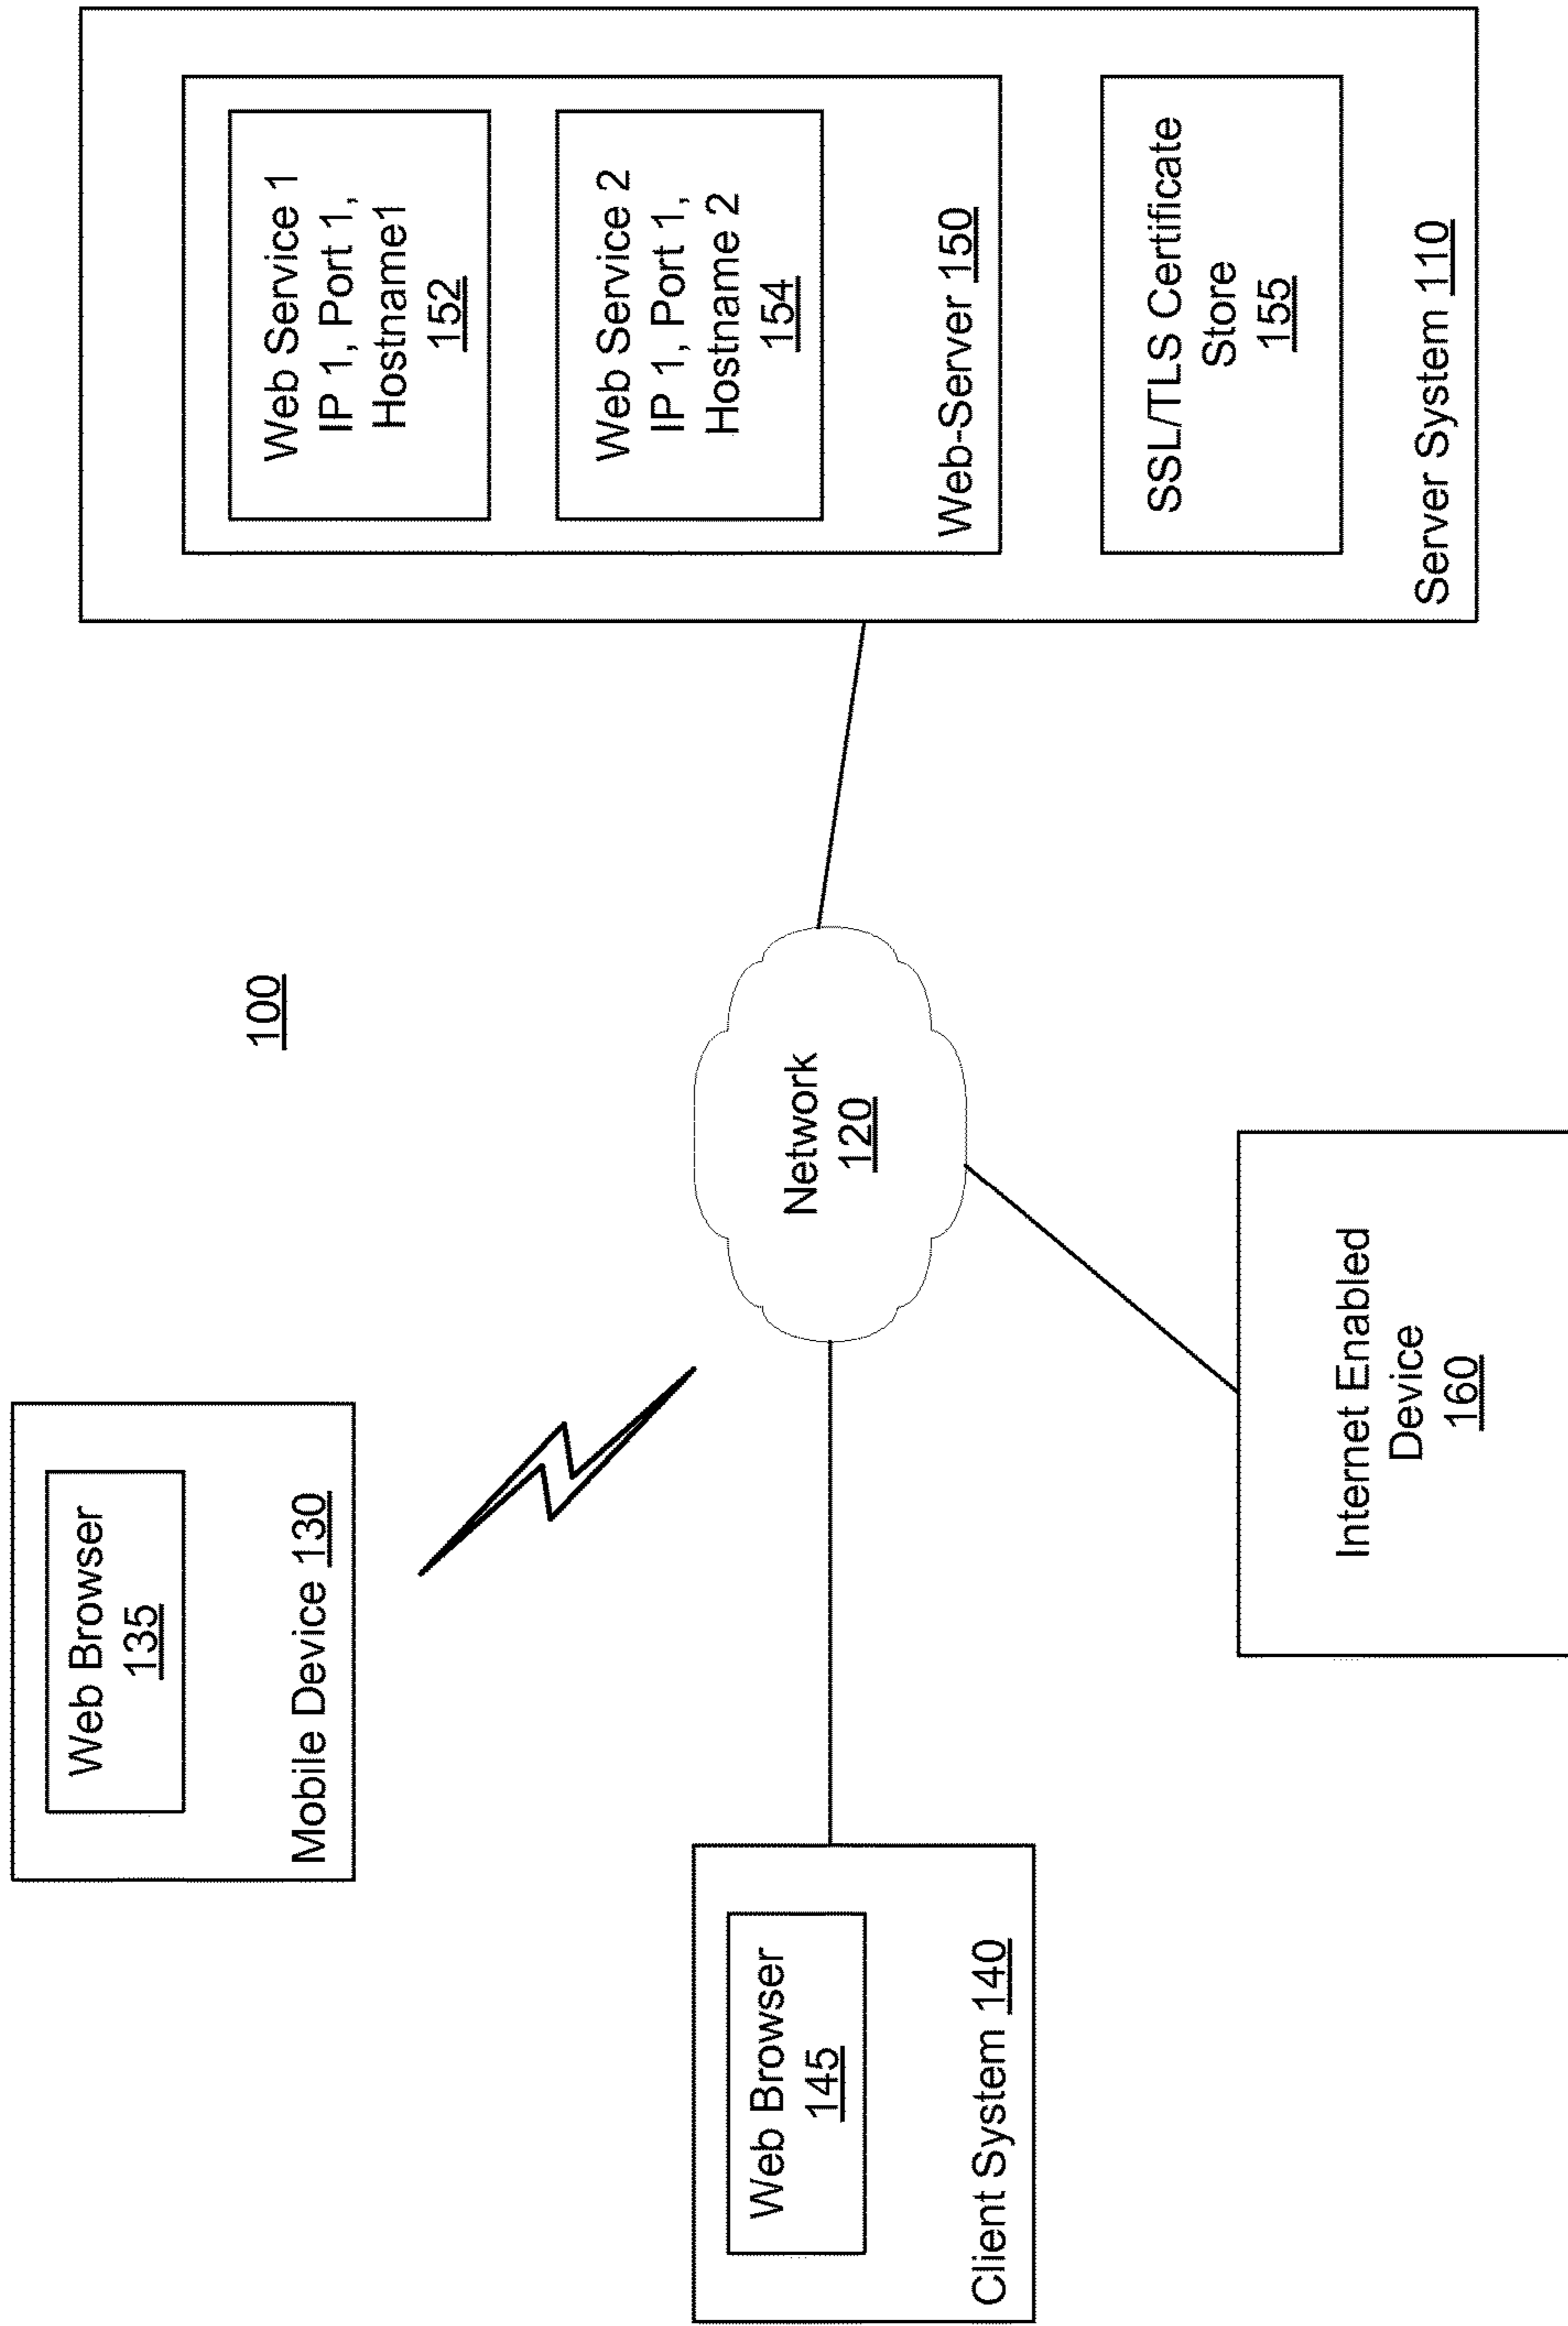 100
Web Browser
135
Mobile Device 130
Web Browser
145
Client System 140
Network
120
Internet Enabled
Device
160
Web Service 1
IP 1, Port 1,
Hostname1
152
Web Service 2
IP 1, Port 1,
Hostname 2
154
Web-Server 150
SSL/TLS Certificate
Store
155
Server System 110